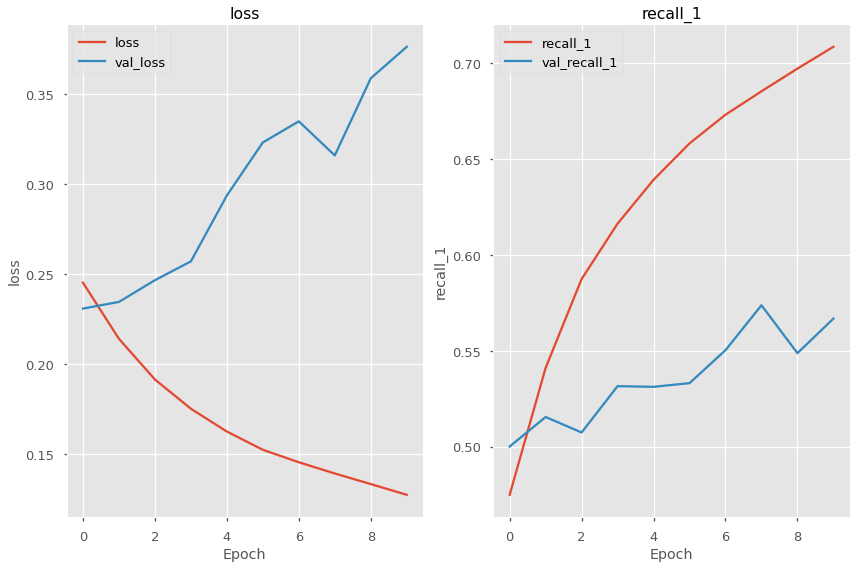 loss
loss
val_loss
0.35
0.30
0.25
0.20
0.15
loss
0 2 4 6 8
Epoch
recall_1
recall_1
val_recall_1
0.70
0.65
0.60
0.55
0.50
recall_1
0 2 4 6 8
Epoch